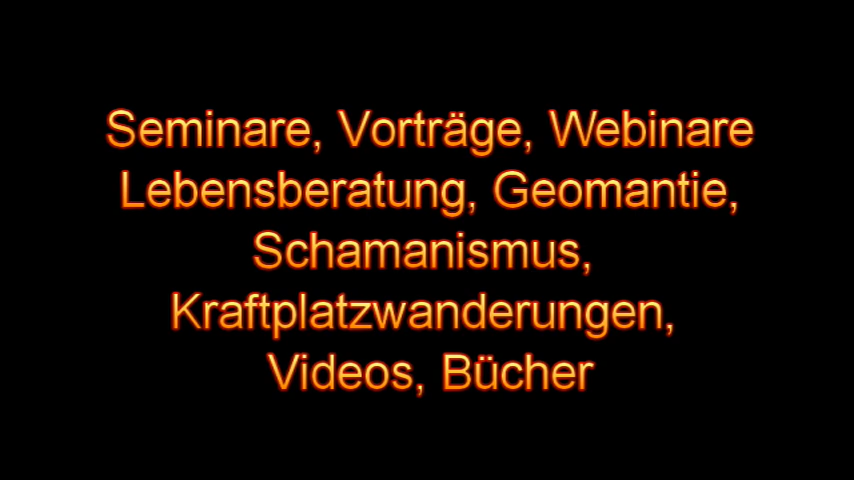 Seminare, Vorträge, Webinare
Lebensberatung, Geomantie,
Schamanismus,
Kraftplatzwanderungen,
Videos, Bücher